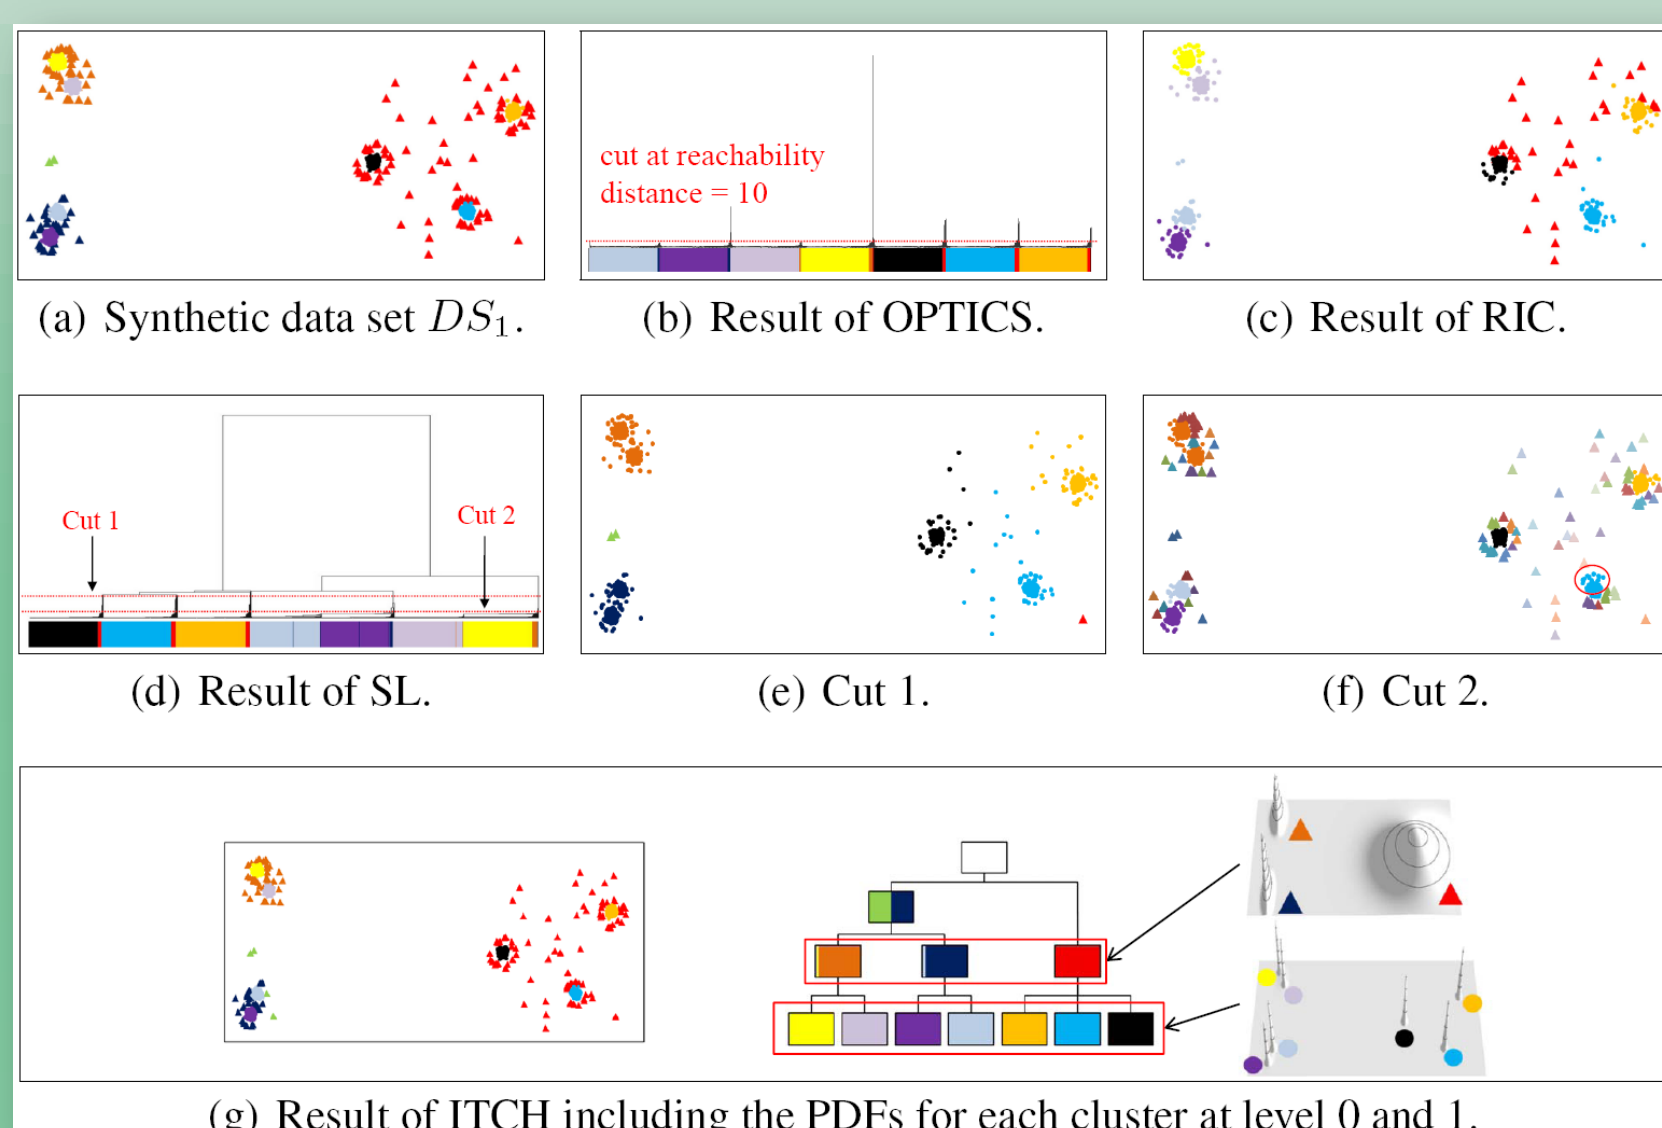 cut at reachability
distance = 10
(a) Synthetic data set DS₁.
(b) Result of OPTICS.
(c) Result of RIC.
Cut 1
Cut 2
(d) Result of SL.
(e) Cut 1.
(f) Cut 2.
(g) Result of ITCH including the PDFs for each cluster at level 0 and 1.